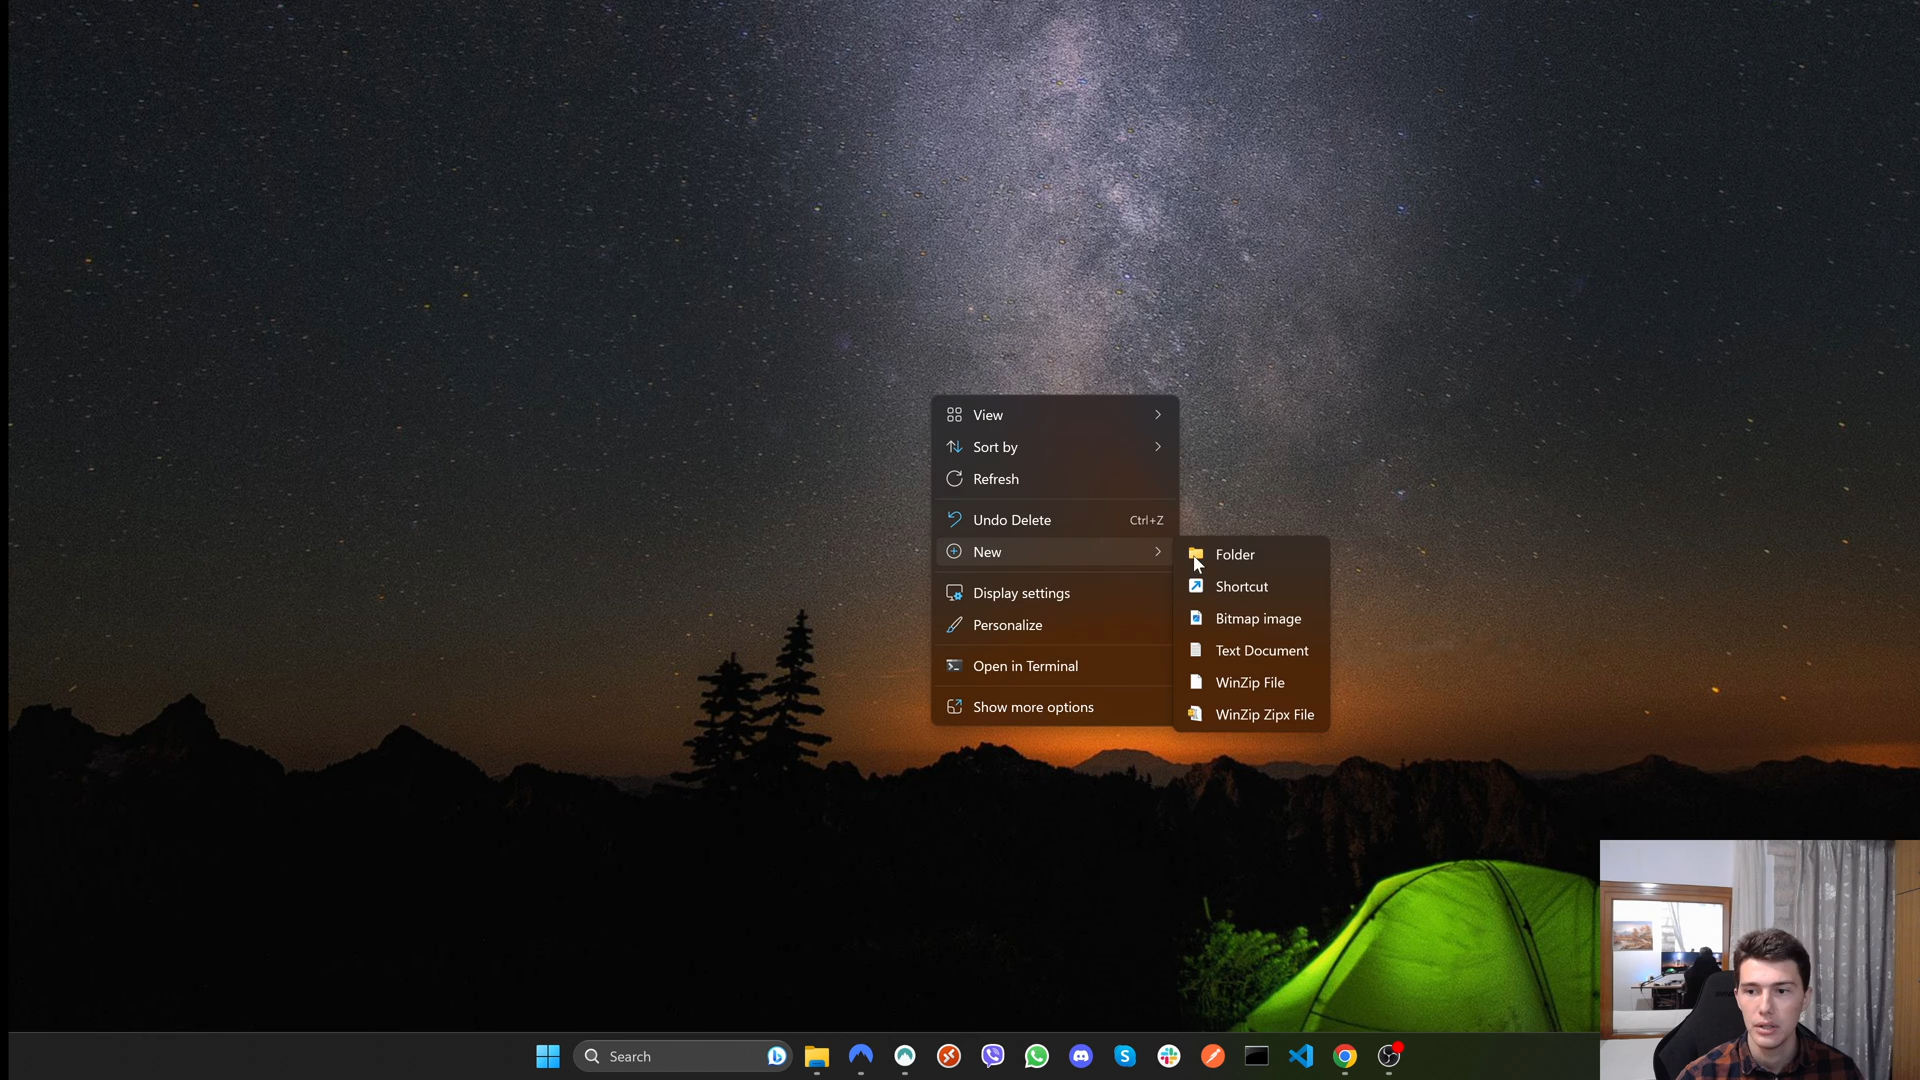 View
Sort by
Refresh
Undo Delete Ctrl+Z
New
Display settings
Personalize
Open in Terminal
Show more options
Folder
Shortcut
Bitmap image
Text Document
WinZip File
WinZip Zipx File
Search